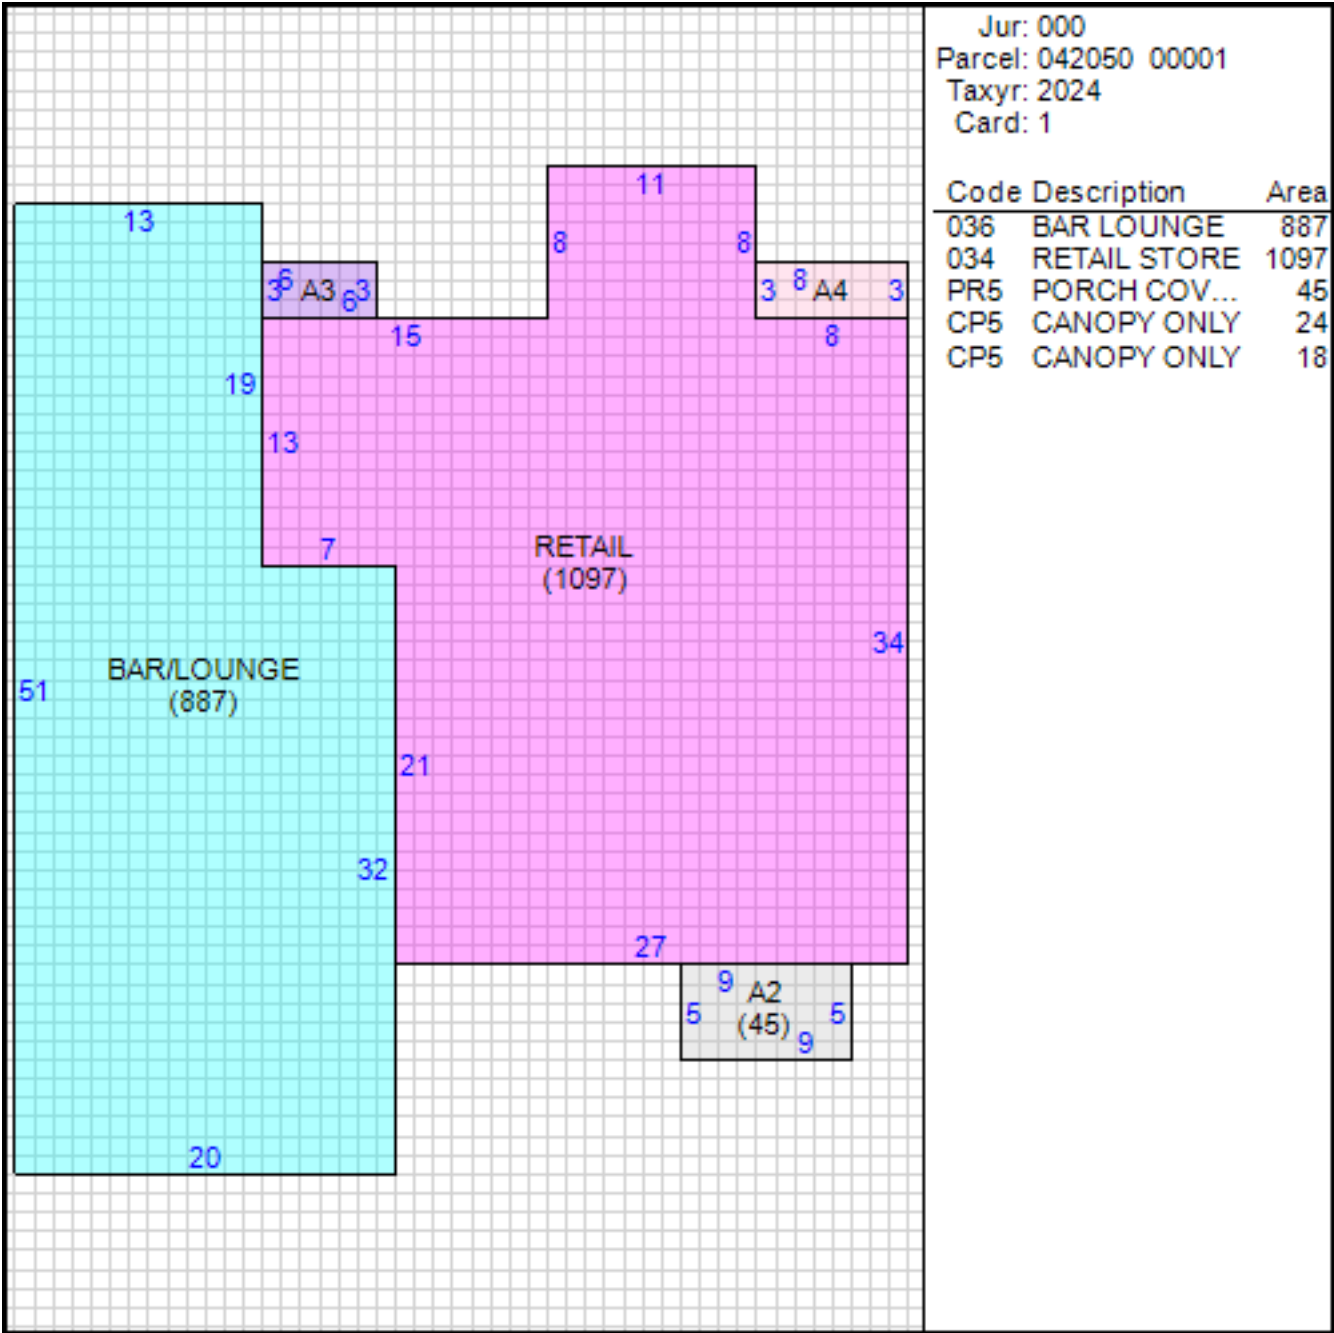 Jur: 000
Parcel: 042050 00001
Taxyr: 2024
Card: 1
Code Description Area
036 BAR LOUNGE 887
034 RETAIL STORE 1097
PR5 PORCH COV... 45
CP5 CANOPY ONLY 24
CP5 CANOPY ONLY 18
11
13
8 8
3 6 A3 6 3
3 8 A4 3
15
8
19
13
7
RETAIL
(1097)
34
BAR/LOUNGE
(887)
51
21
32
27
9
A2
5 (45) 5
9
20